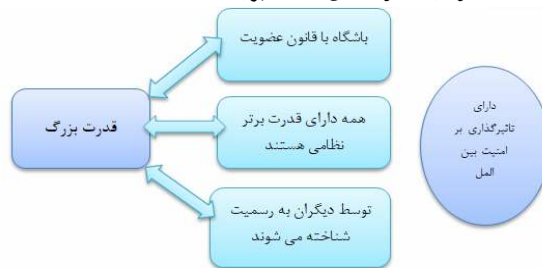 باشگاه با قانون عضویت
قدرت بزرگ
همه دارای قدرت برتر
نظامی هستند
توسط دیگران به رسمیت
شناخته می شوند
دارای
تاثیرگذاری بر
امنیت بین
الملل